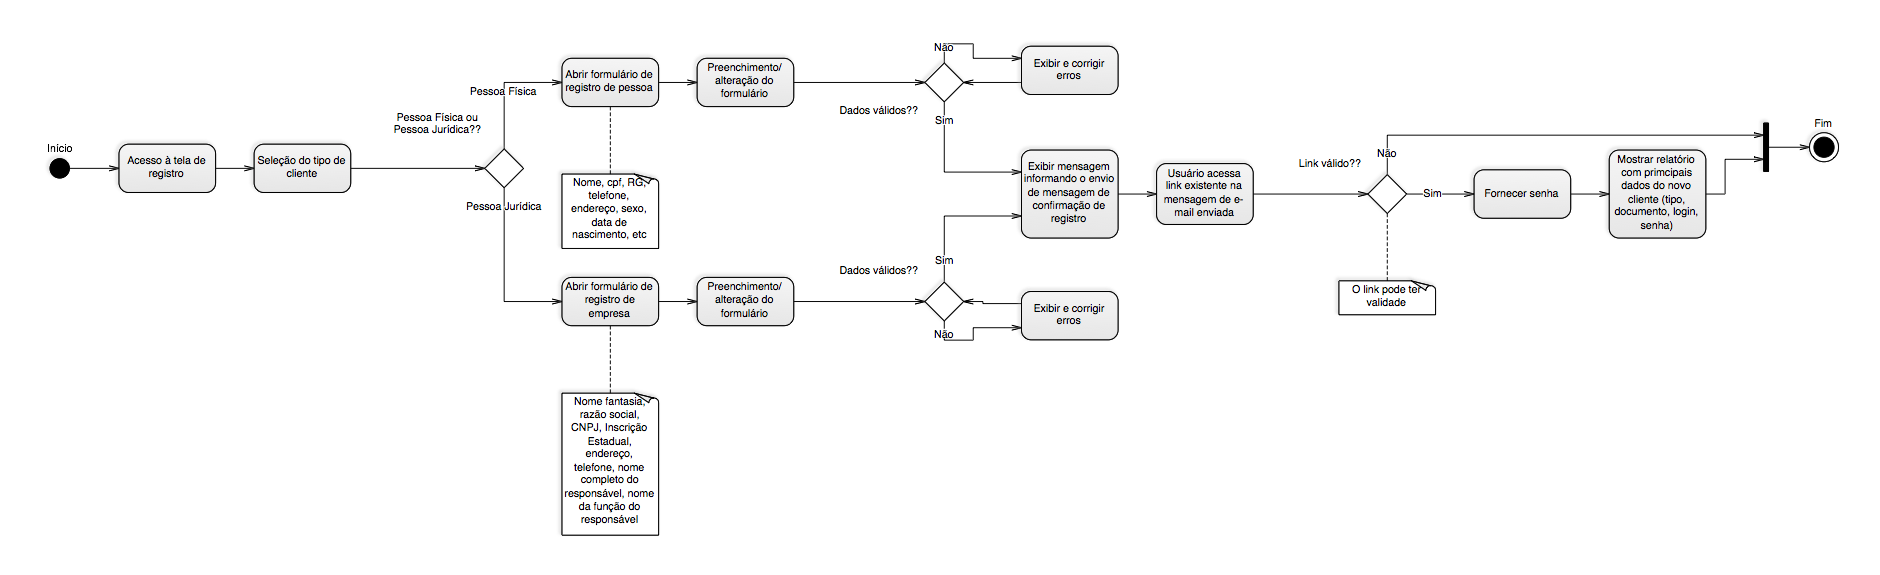 Início
Acesso à tela de
registro
Seleção do tipo de
cliente
Pessoa Física ou
Pessoa Jurídica??
Pessoa Física
Pessoa Jurídica
Abrir formulário de
registro de pessoa
Nome, cpf, RG,
telefone,
endereço, sexo,
data de
nascimento, etc
Preenchimento/
alteração do
formulário
Dados válidos??
Não
Sim
Exibir e corrigir
erros
Abrir formulário de
registro de
empresa
Nome fantasia,
razão social,
CNPJ, Inscrição
Estadual,
endereço,
telefone, nome
completo do
responsável, nome
da função do
responsável
Preenchimento/
alteração do
formulário
Dados válidos??
Sim
Não
Exibir e corrigir
erros
Exibir mensagem
informando o envio
de mensagem de
confirmação de
registro
Usuário acessa
link existente na
mensagem de e-
mail enviada
Link válido??
Não
Sim
O link pode ter
validade
Fornecer senha
Mostrar relatório
com principais
dados do novo
cliente (tipo,
documento, login,
senha)
Fim